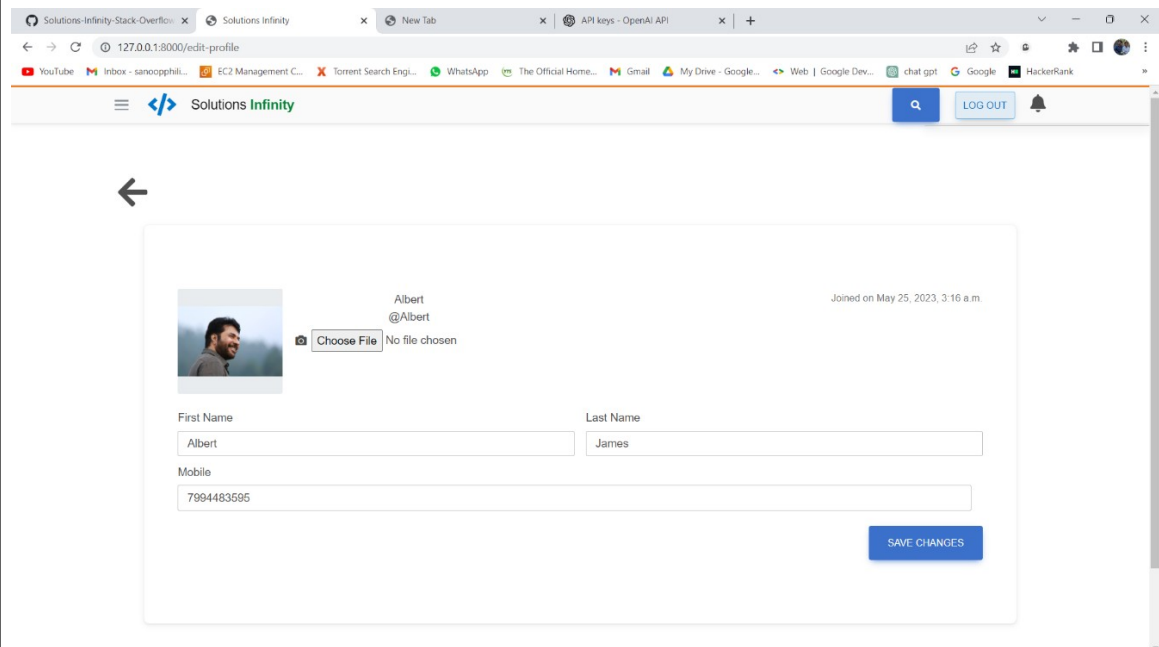 Solutions-Infinity-Stack-Overflow Solutions Infinity New Tab API keys - OpenAI API
127.0.0.1:8000/edit-profile
YouTube Inbox - sanoopphili... EC2 Management C... Torrent Search Engi... WhatsApp The Official Home... Gmail My Drive - Google... Web | Google Dev... chat gpt Google HackerRank »
Solutions Infinity LOG OUT
Albert Joined on May 25, 2023, 3:16 a.m.
@Albert
Choose File No file chosen
First Name Last Name
Albert James
Mobile
7994483595
SAVE CHANGES